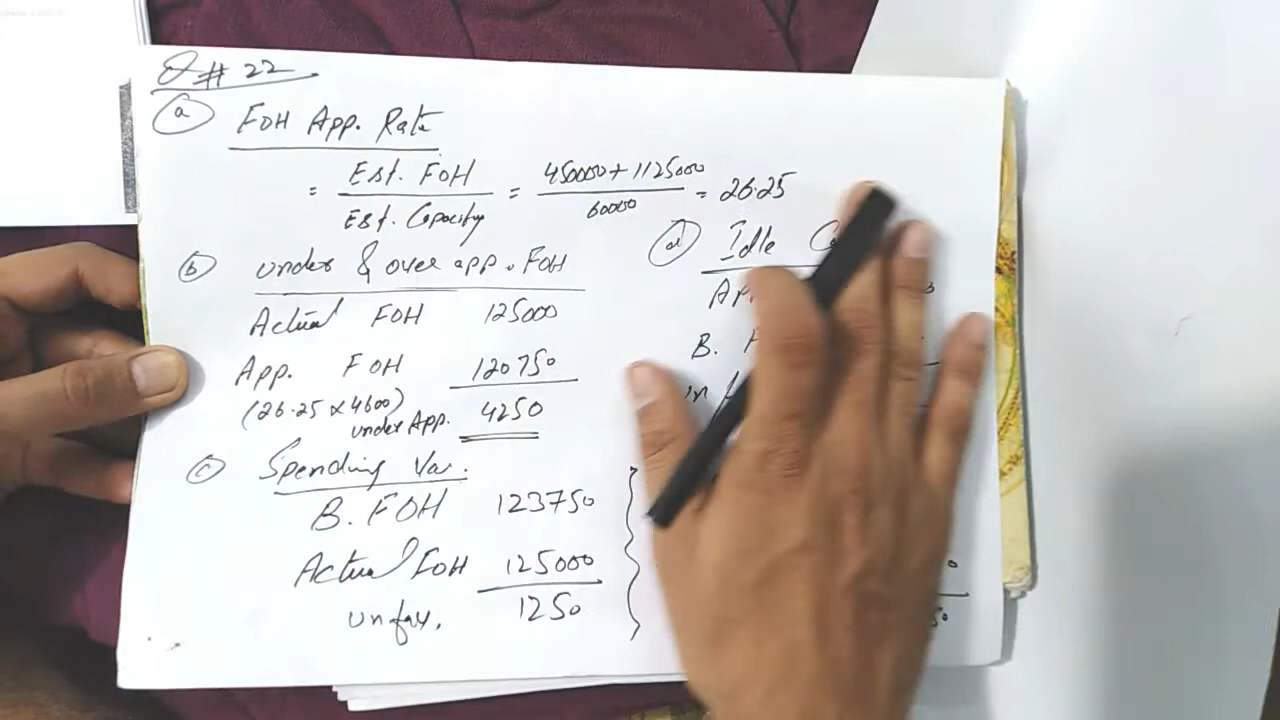 Q # 22
(a) FOH App. Rate
= Est. FOH / Est. Capacity = 450000 + 1125000 / 60000 = 26.25
(b) under & over app. FOH
Actual FOH 125000
App. FOH 120750
(26.25 x 4600)
under App. 4250
(c) Spending Var.
B. FOH 123750
Actual FOH 125000
unfav. 1250
(d) Idle
B.
in